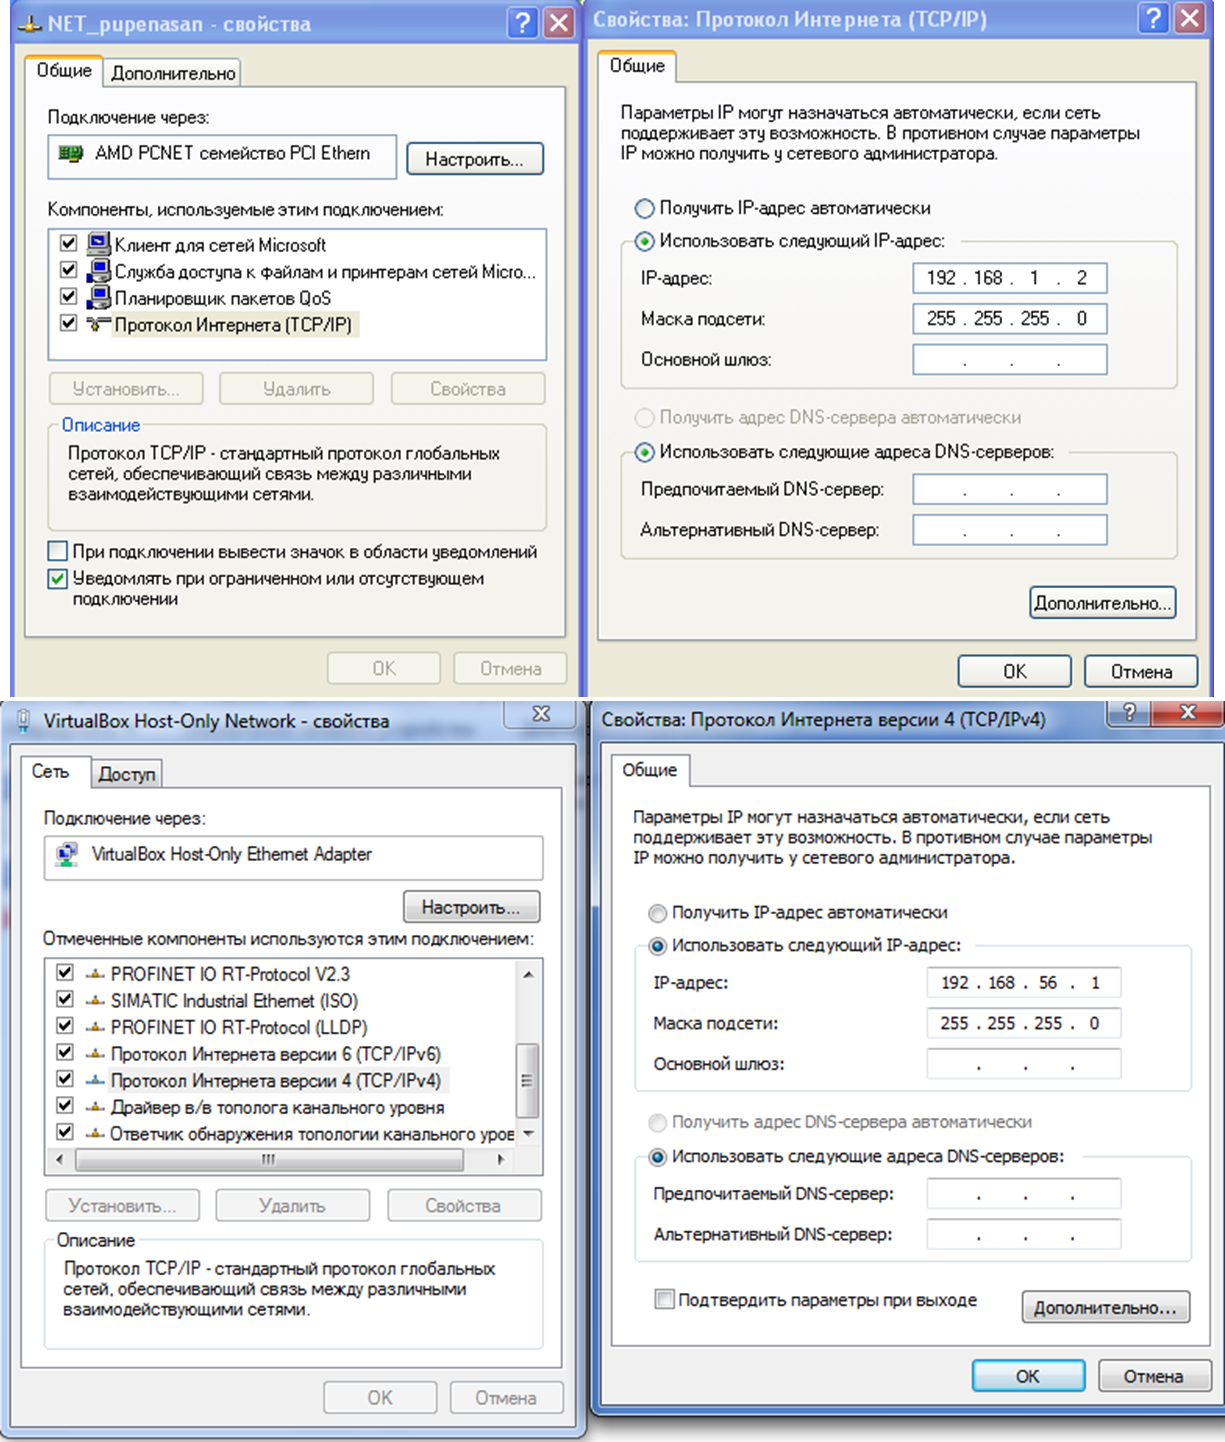 NET_pupenasan - свойства
Общие
Дополнительно
Подключение через:
AMD PCNET семейство PCI Ethern
Настроить...
Компоненты, используемые этим подключением:
Клиент для сетей Microsoft
Служба доступа к файлам и принтерам сетей Micro...
Планировщик пакетов QoS
Протокол Интернета (TCP/IP)
Установить...
Удалить
Свойства
Описание
Протокол TCP/IP - стандартный протокол глобальных
сетей, обеспечивающий связь между различными
взаимодействующими сетями.
При подключении вывести значок в области уведомлений
Уведомлять при ограниченном или отсутствующем
подключении
OK
Отмена
Свойства: Протокол Интернета (TCP/IP)
Общие
Параметры IP могут назначаться автоматически, если сеть
поддерживает эту возможность. В противном случае параметры
IP можно получить у сетевого администратора.
Получить IP-адрес автоматически
Использовать следующий IP-адрес:
IP-адрес:
192 . 168 . 1 . 2
Маска подсети:
255 . 255 . 255 . 0
Основной шлюз:
. . .
Получить адрес DNS-сервера автоматически
Использовать следующие адреса DNS-серверов:
Предпочитаемый DNS-сервер:
. . .
Альтернативный DNS-сервер:
. . .
Дополнительно...
OK
Отмена
VirtualBox Host-Only Network - свойства
Сеть
Доступ
Подключение через:
VirtualBox Host-Only Ethernet Adapter
Настроить...
Отмеченные компоненты используются этим подключением:
PROFINET IO RT-Protocol V2.3
SIMATIC Industrial Ethernet (ISO)
PROFINET IO RT-Protocol (LLDP)
Протокол Интернета версии 6 (TCP/IPv6)
Протокол Интернета версии 4 (TCP/IPv4)
Драйвер в/в тополога канального уровня
Ответчик обнаружения топологии канального уров
Установить...
Удалить
Свойства
Описание
Протокол TCP/IP - стандартный протокол глобальных
сетей, обеспечивающий связь между различными
взаимодействующими сетями.
OK
Отмена
Свойства: Протокол Интернета версии 4 (TCP/IPv4)
Общие
Параметры IP могут назначаться автоматически, если сеть
поддерживает эту возможность. В противном случае параметры
IP можно получить у сетевого администратора.
Получить IP-адрес автоматически
Использовать следующий IP-адрес:
IP-адрес:
192 . 168 . 56 . 1
Маска подсети:
255 . 255 . 255 . 0
Основной шлюз:
. . .
Получить адрес DNS-сервера автоматически
Использовать следующие адреса DNS-серверов:
Предпочитаемый DNS-сервер:
. . .
Альтернативный DNS-сервер:
. . .
Подтвердить параметры при выходе
Дополнительно...
OK
Отмена